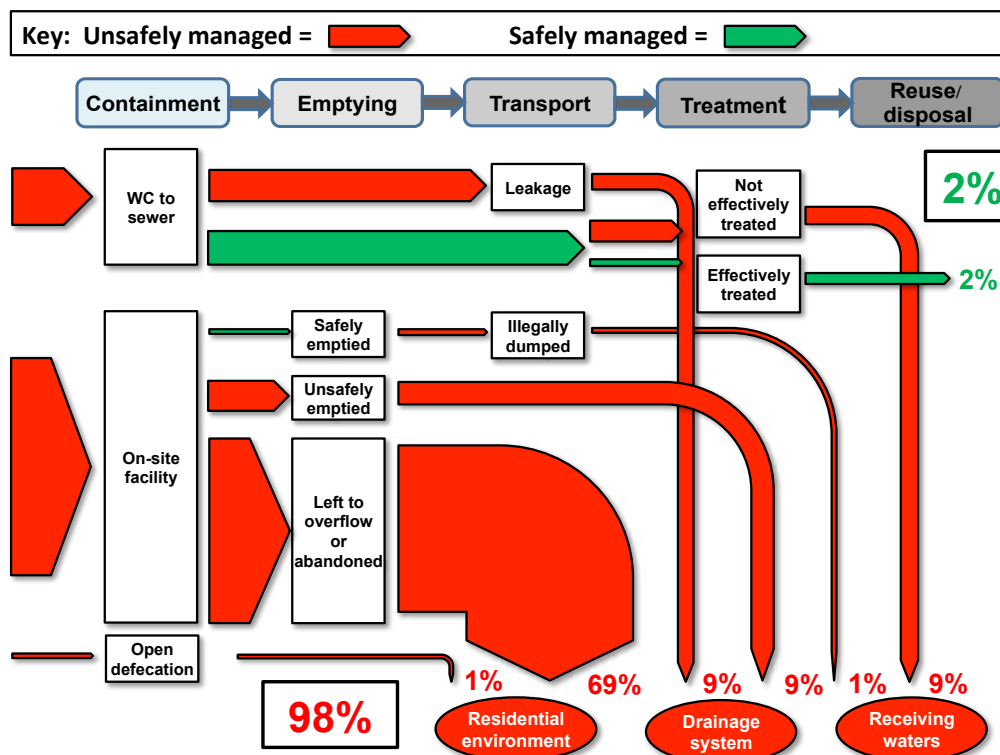 Key: Unsafely managed =
Safely managed =
Containment
Emptying
Transport
Treatment
Reuse/
disposal
WC to
sewer
Leakage
Not
effectively
treated
2%
Effectively
treated
2%
On-site
facility
Safely
emptied
Illegally
dumped
Unsafely
emptied
Left to
overflow
or
abandoned
Open
defecation
98%
1%
69%
9%
9%
1%
9%
Residential
environment
Drainage
system
Receiving
waters